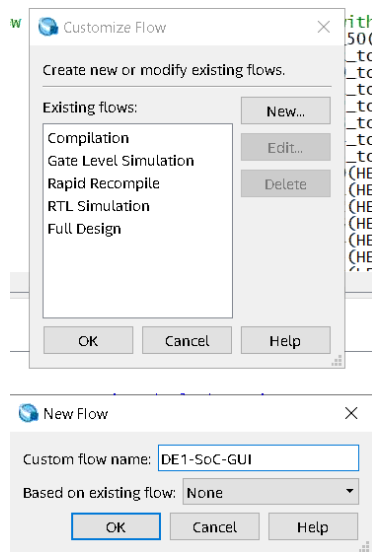 w
Customize Flow
Create new or modify existing flows.
Existing flows:
New...
Compilation
Gate Level Simulation
Rapid Recompile
RTL Simulation
Full Design
Edit...
Delete
OK Cancel Help
New Flow
Custom flow name: DE1-SoC-GUI
Based on existing flow: None
OK Cancel Help